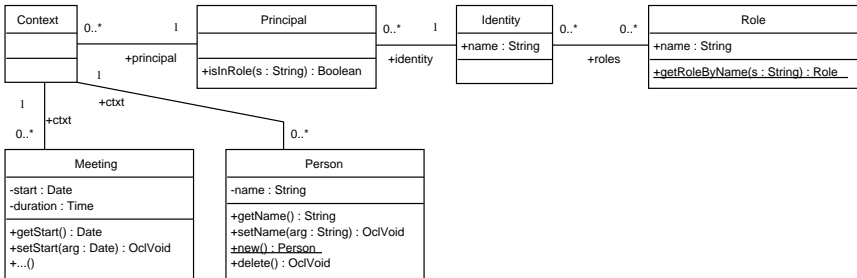 Context
0..*
1
+principal
Principal
+isInRole(s : String) : Boolean
0..*
1
+identity
Identity
+name : String
0..*
0..*
+roles
Role
+name : String
+getRoleByName(s : String) : Role
1
+ctxt
0..*
1
+ctxt
0..*
Meeting
-start : Date
-duration : Time
+getStart() : Date
+setStart(arg : Date) : OclVoid
+...()
Person
-name : String
+getName() : String
+setName(arg : String) : OclVoid
+new() : Person
+delete() : OclVoid